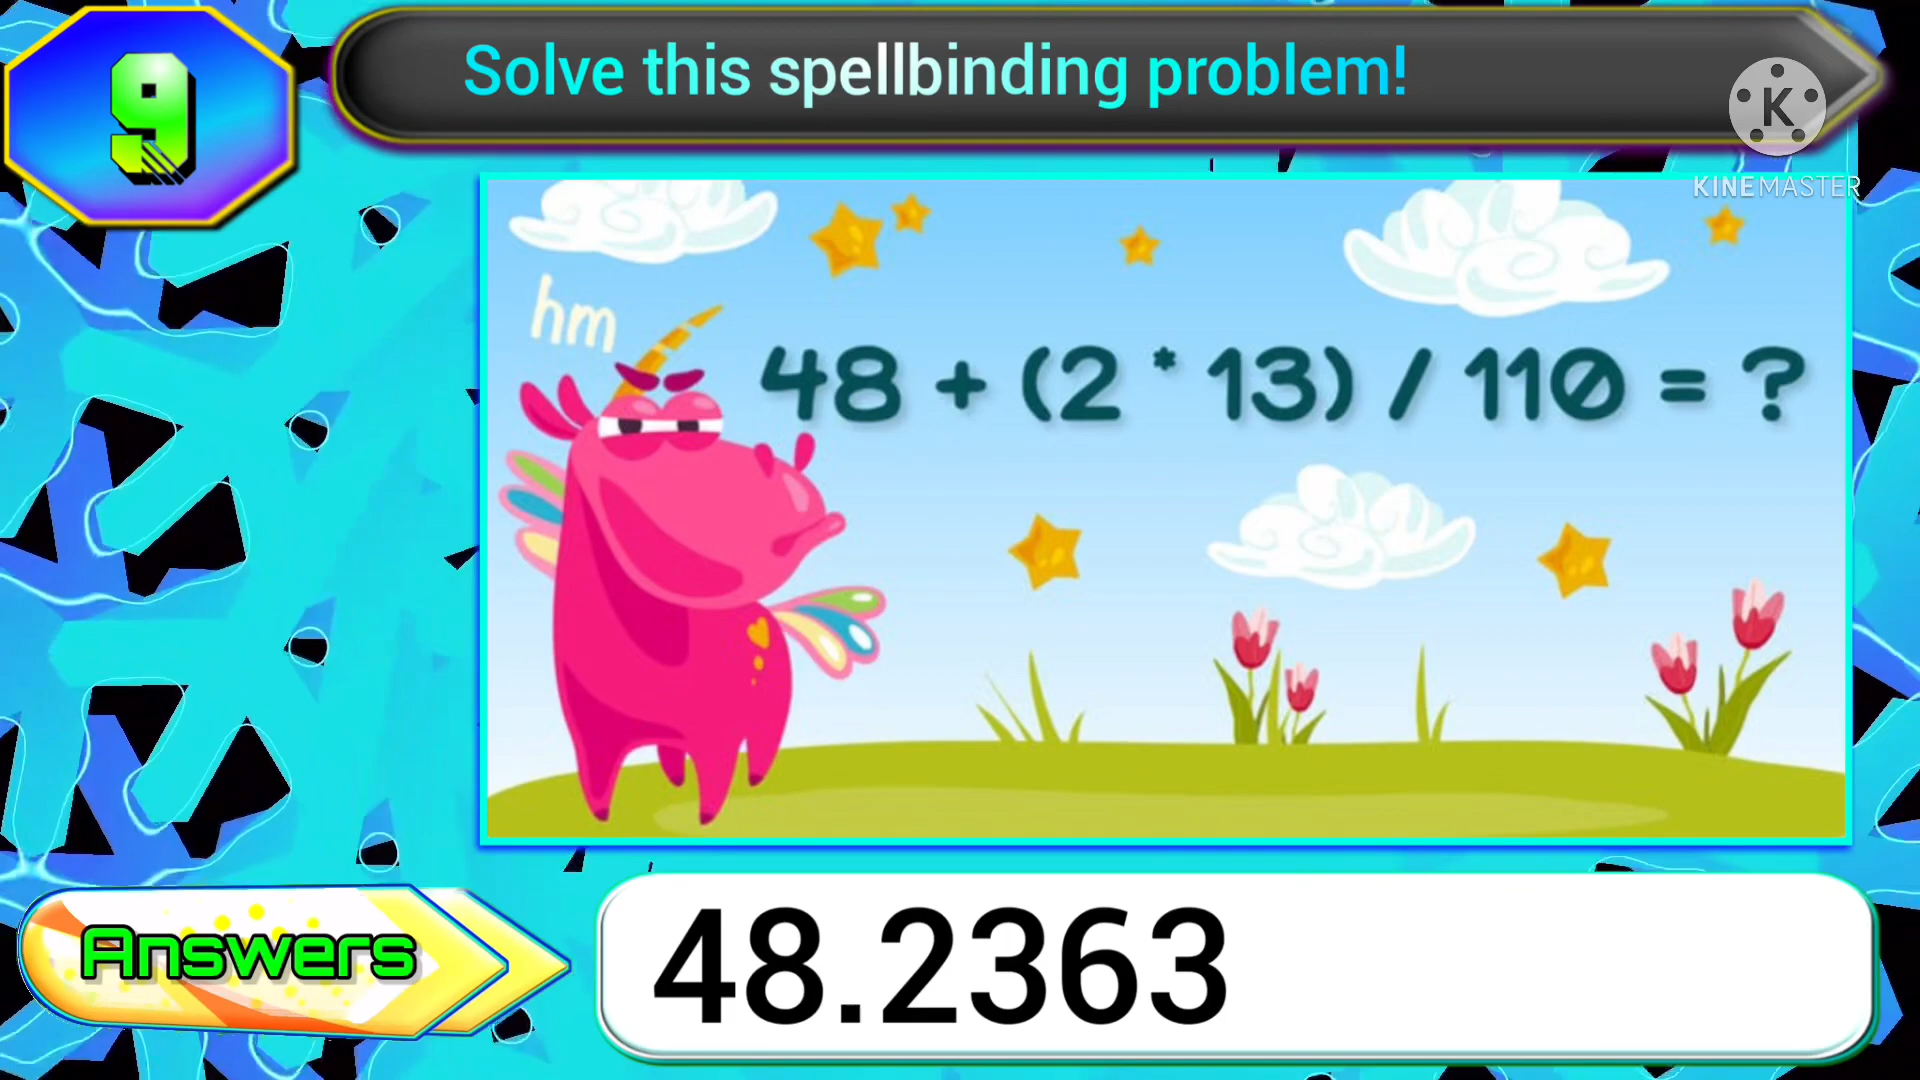 9
Solve this spellbinding problem!
K
KINEMASTER
hm
48 + (2 * 13) / 110 = ?
Answers
48.2363